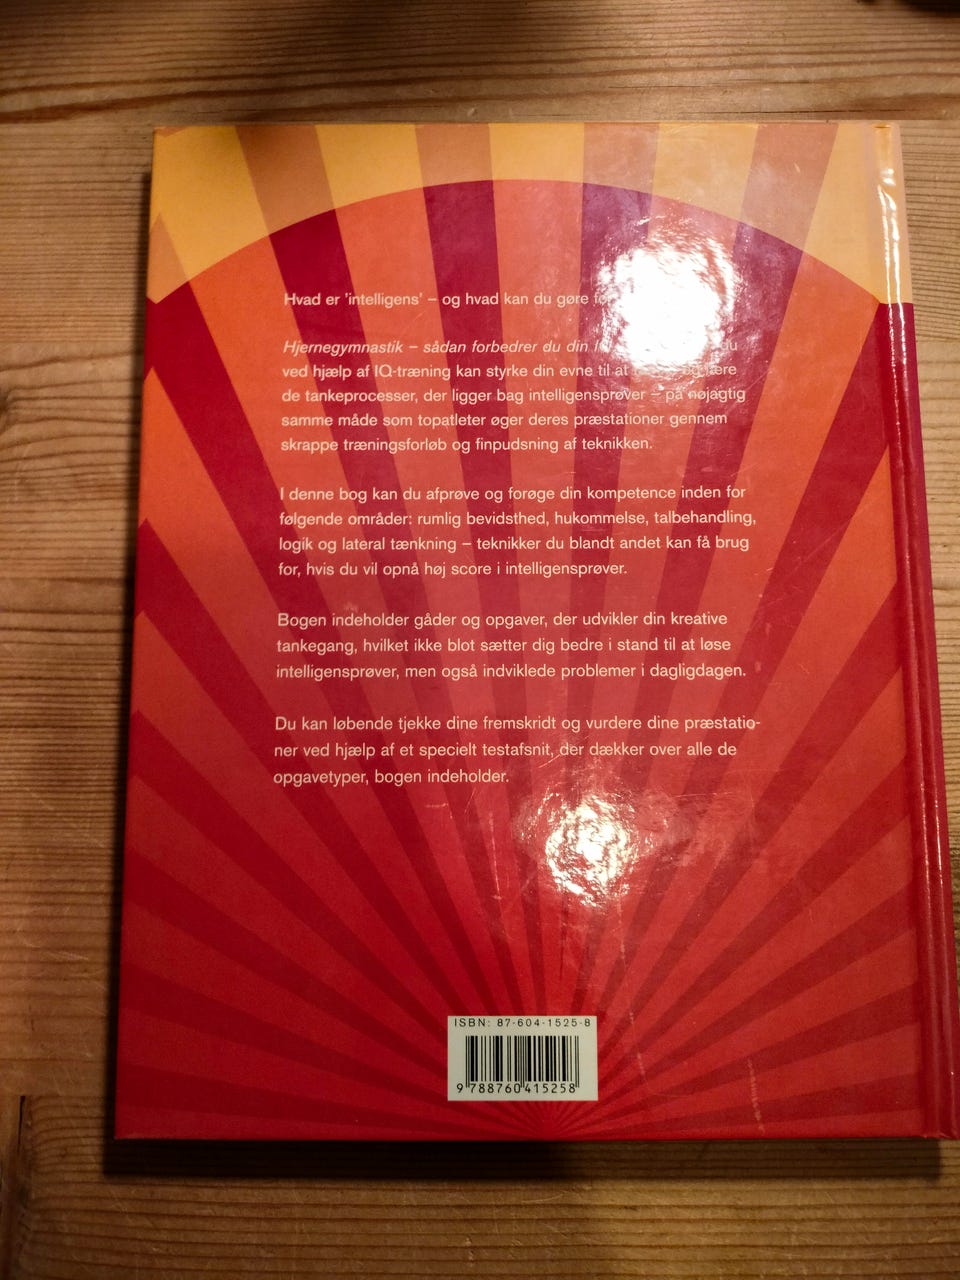 Hvad er 'intelligens' – og hvad kan du gøre
Hjernegymnastik – sådan forbedrer du din du
ved hjælp af IQ-træning kan styrke din evne til at
de tankeprocesser, der ligger bag intelligensprøver – på nøjagtig
samme måde som topatleter øger deres præstationer gennem
skrappe træningsforløb og finpudsning af teknikken.
I denne bog kan du afprøve og forøge din kompetence inden for
følgende områder: rumlig bevidsthed, hukommelse, talbehandling,
logik og lateral tænkning – teknikker du blandt andet kan få brug
for, hvis du vil opnå høj score i intelligensprøver.
Bogen indeholder gåder og opgaver, der udvikler din kreative
tankegang, hvilket ikke blot sætter dig bedre i stand til at løse
intelligensprøver, men også indviklede problemer i dagligdagen.
Du kan løbende tjekke dine fremskridt og vurdere dine præstatio-
ner ved hjælp af et specielt testafsnit, der dækker over alle de
opgavetyper, bogen indeholder.
ISBN: 87-604-1525-8
9 788760 415258